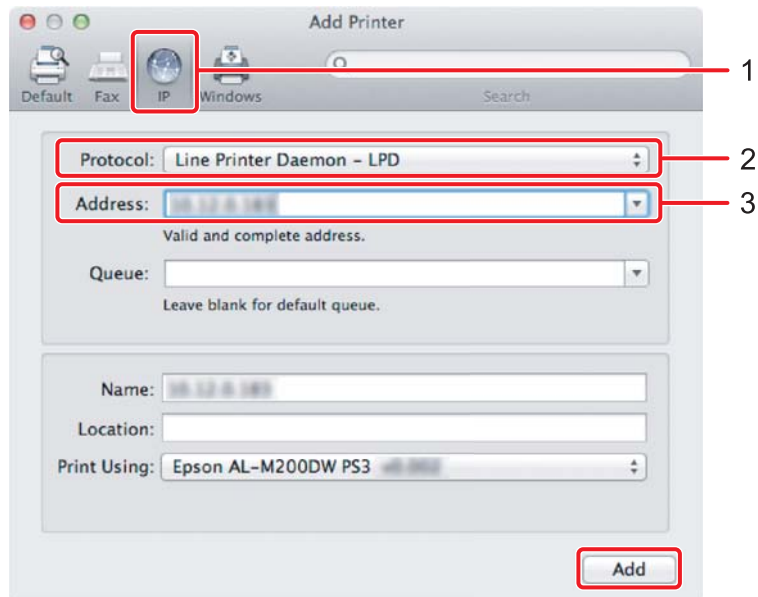 Add Printer
Default Fax IP Windows Search
1
Protocol: Line Printer Daemon – LPD
2
Address:
3
Valid and complete address.
Queue:
Leave blank for default queue.
Name:
Location:
Print Using: Epson AL–M200DW PS3
Add